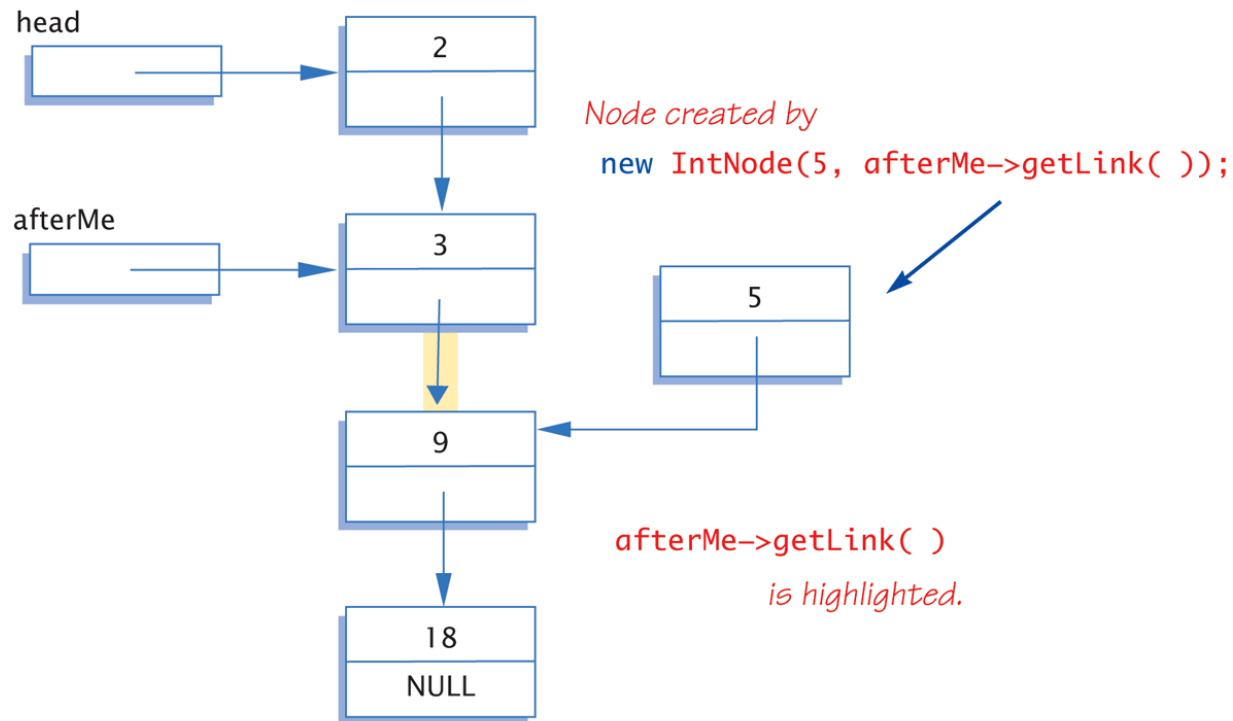 head
2
Node created by
new IntNode(5, afterMe->getLink( ));
afterMe
3
5
9
afterMe->getLink( )
is highlighted.
18
NULL